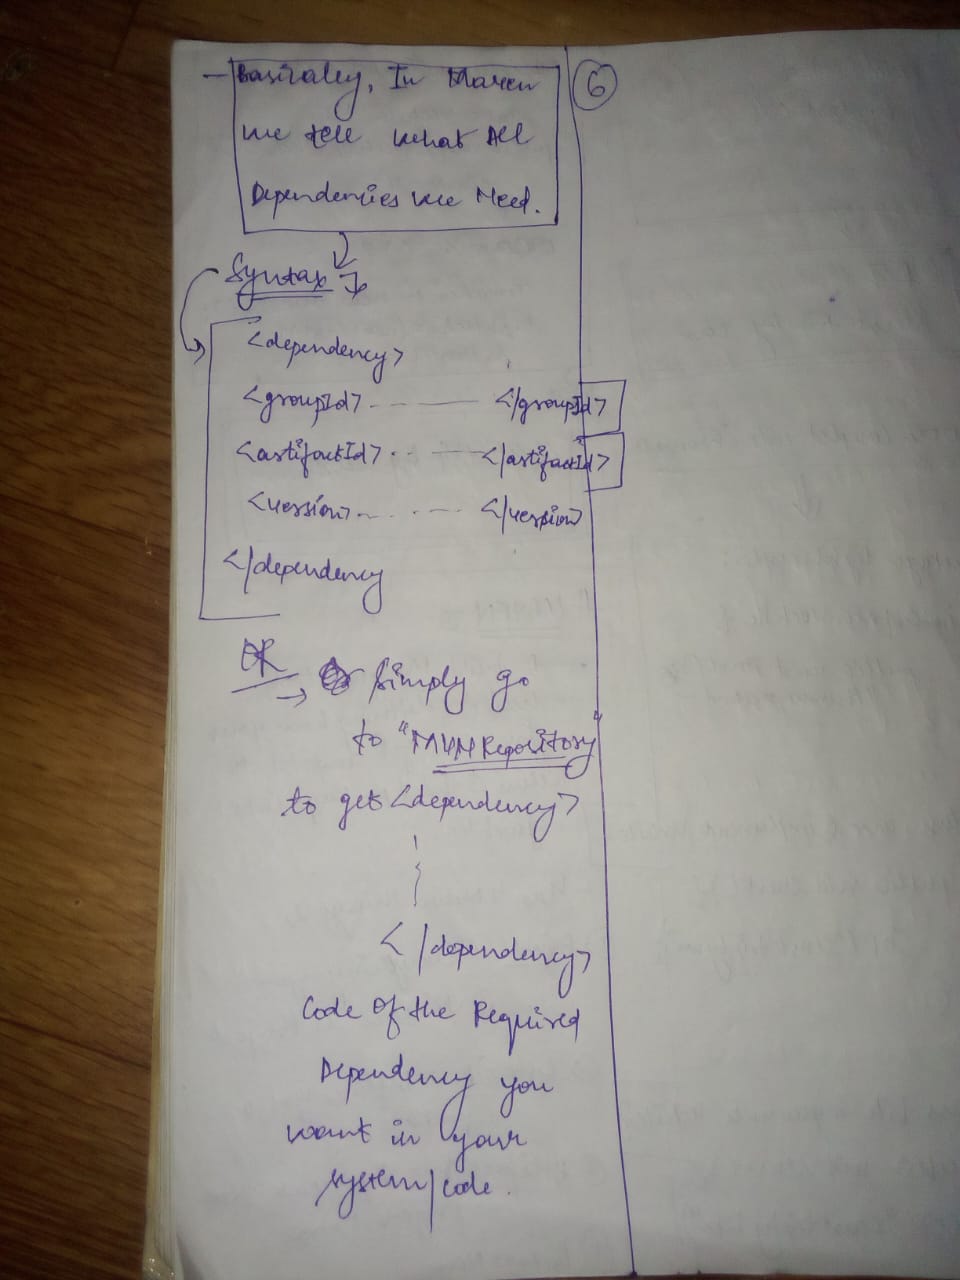 - Basically, In Maven
we tell what All
Dependencies we Need.
6
Syntax
<dependency>
<groupId> ... </groupId>
<artifactId> ... </artifactId>
<version> ... </version>
</dependency
OR
→ Simply go
to "MVN Repository"
to get <dependency>
</dependency>
Code of the Required
Dependency you
want in your
system/code.